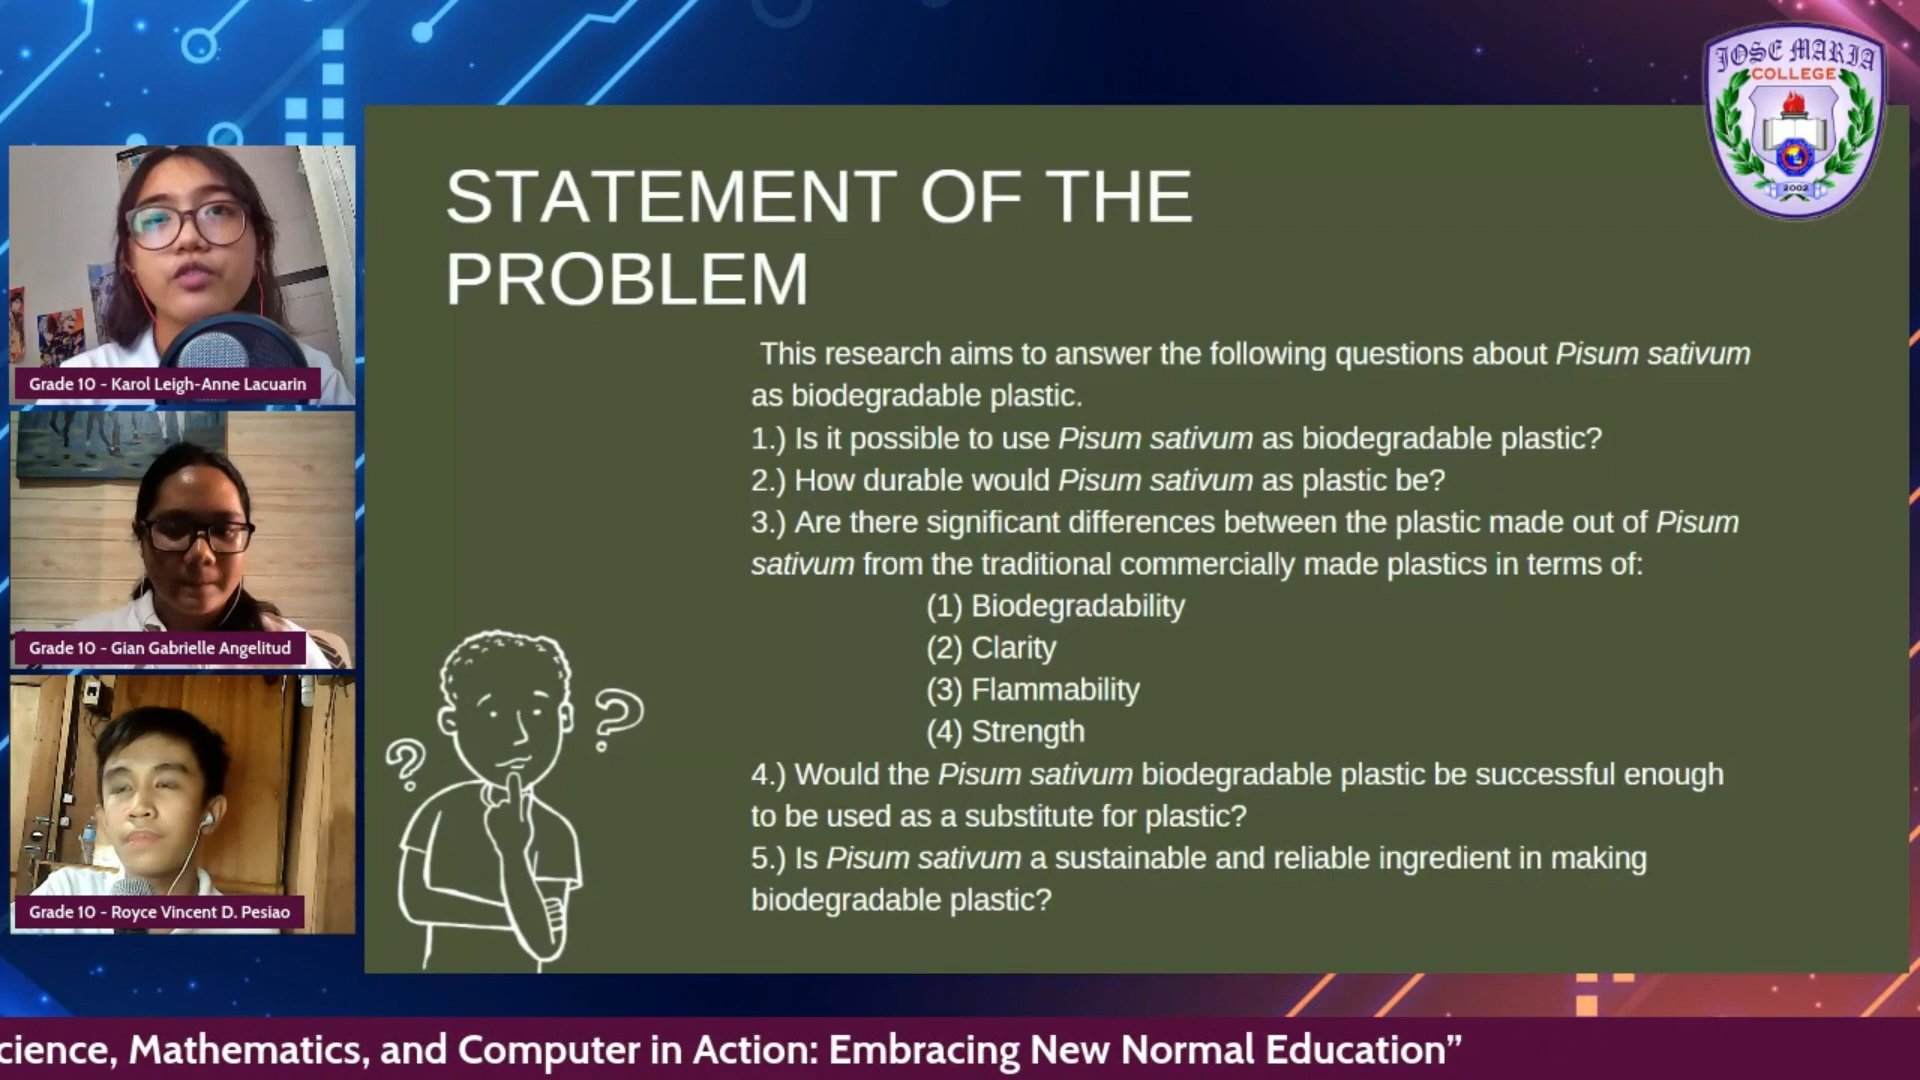 JOSE MARIA
COLLEGE
2002
STATEMENT OF THE
PROBLEM
This research aims to answer the following questions about Pisum sativum
as biodegradable plastic.
1.) Is it possible to use Pisum sativum as biodegradable plastic?
2.) How durable would Pisum sativum as plastic be?
3.) Are there significant differences between the plastic made out of Pisum
sativum from the traditional commercially made plastics in terms of:
(1) Biodegradability
(2) Clarity
(3) Flammability
(4) Strength
4.) Would the Pisum sativum biodegradable plastic be successful enough
to be used as a substitute for plastic?
5.) Is Pisum sativum a sustainable and reliable ingredient in making
biodegradable plastic?
? ?
Grade 10 - Karol Leigh-Anne Lacuarin
Grade 10 - Gian Gabrielle Angelitud
Grade 10 - Royce Vincent D. Pesiao
cience, Mathematics, and Computer in Action: Embracing New Normal Education”